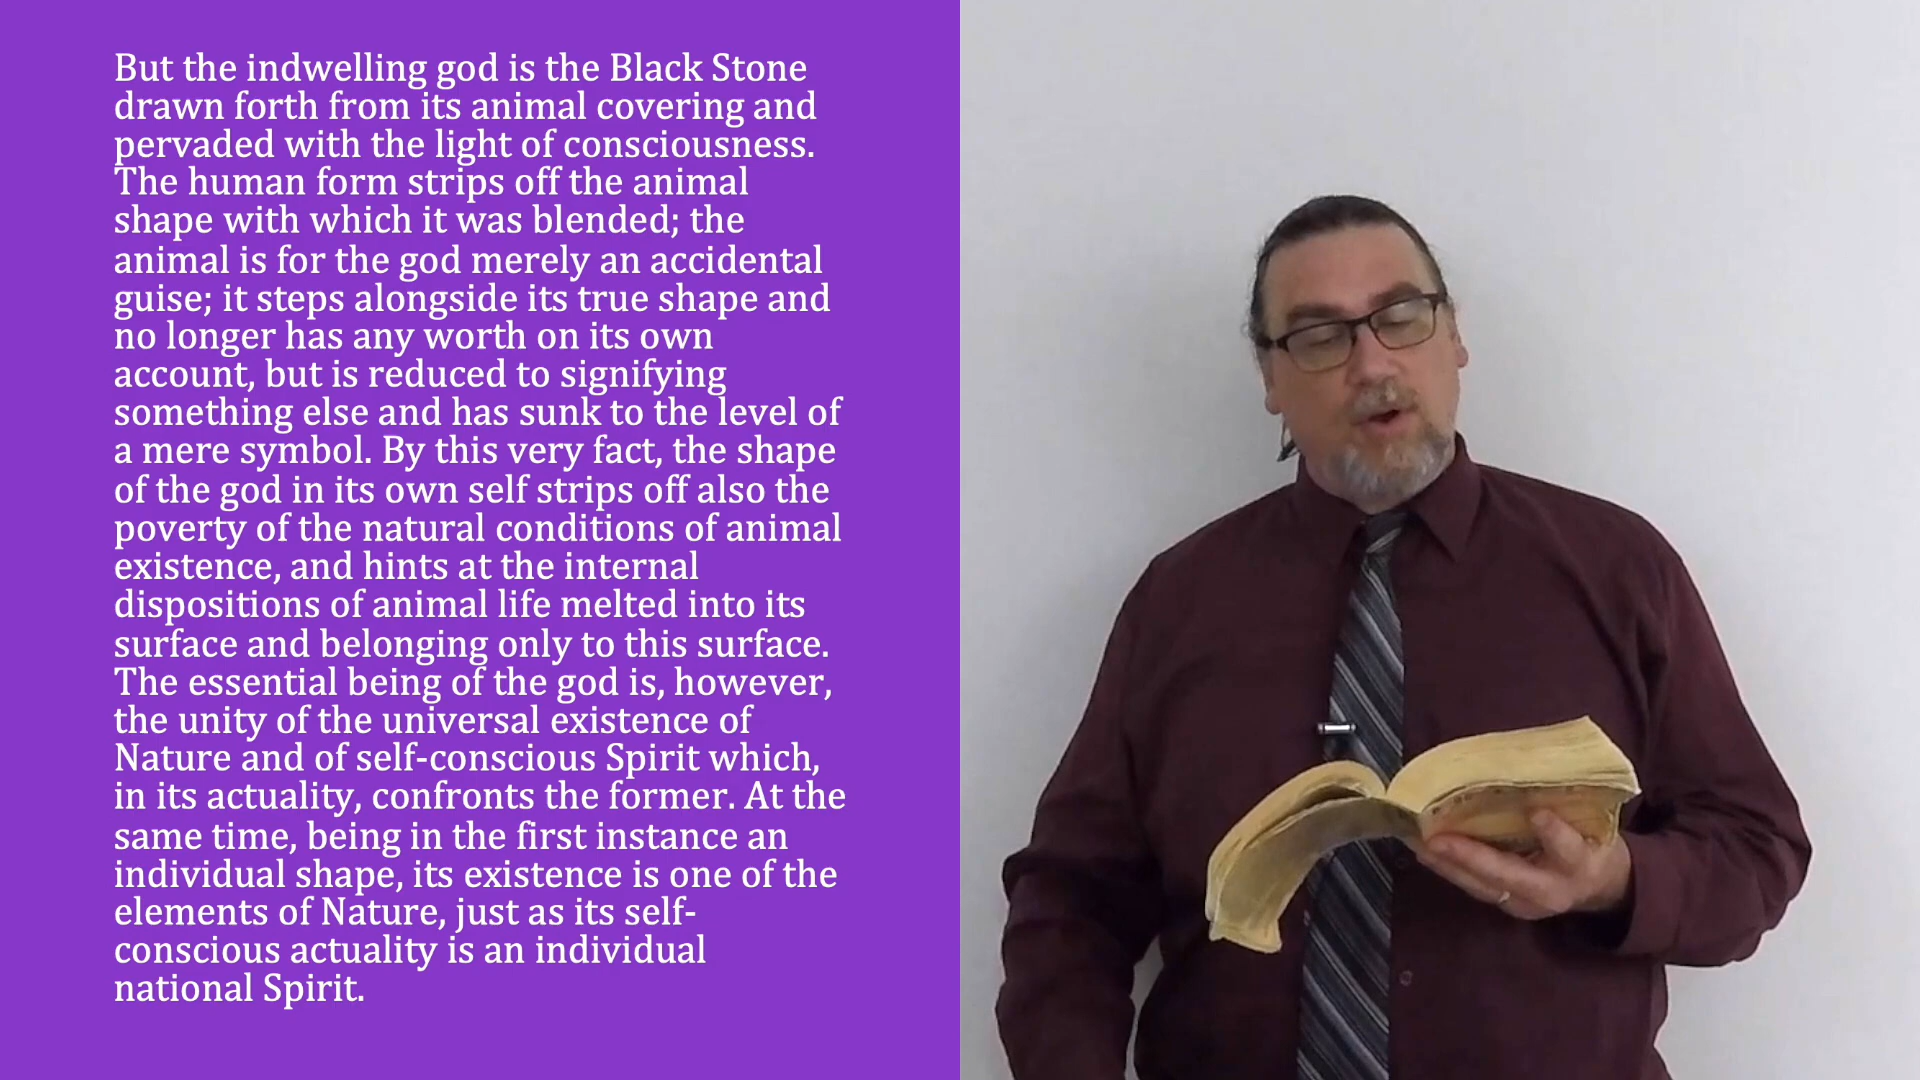 But the indwelling god is the Black Stone
drawn forth from its animal covering and
pervaded with the light of consciousness.
The human form strips off the animal
shape with which it was blended; the
animal is for the god merely an accidental
guise; it steps alongside its true shape and
no longer has any worth on its own
account, but is reduced to signifying
something else and has sunk to the level of
a mere symbol. By this very fact, the shape
of the god in its own self strips off also the
poverty of the natural conditions of animal
existence, and hints at the internal
dispositions of animal life melted into its
surface and belonging only to this surface.
The essential being of the god is, however,
the unity of the universal existence of
Nature and of self-conscious Spirit which,
in its actuality, confronts the former. At the
same time, being in the first instance an
individual shape, its existence is one of the
elements of Nature, just as its self-
conscious actuality is an individual
national Spirit.